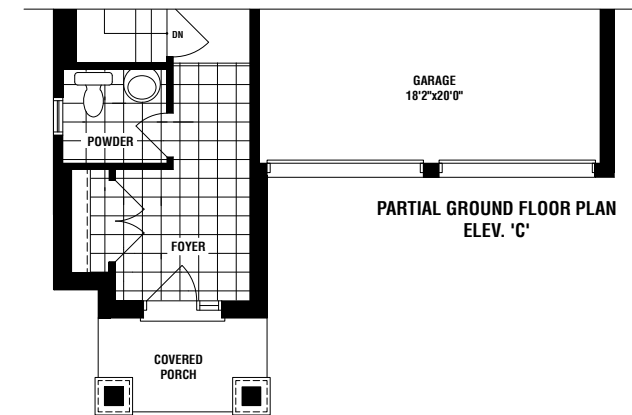 DN
GARAGE
18'2"x20'0"
POWDER
PARTIAL GROUND FLOOR PLAN
ELEV. 'C'
FOYER
COVERED
PORCH